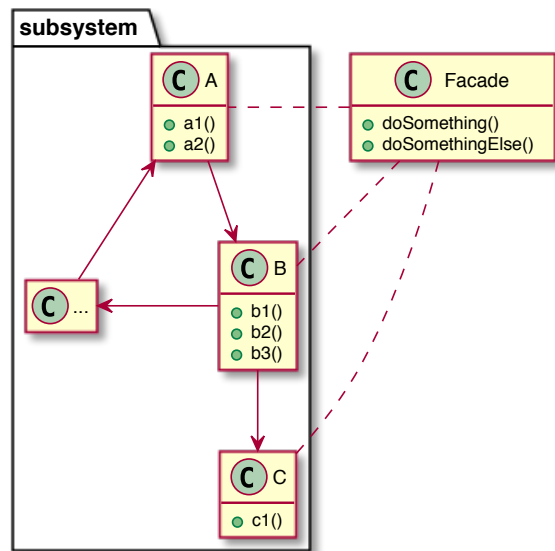 subsystem
C A
a1()
a2()
C Facade
doSomething()
doSomethingElse()
C B
b1()
b2()
b3()
C ...
C C
c1()